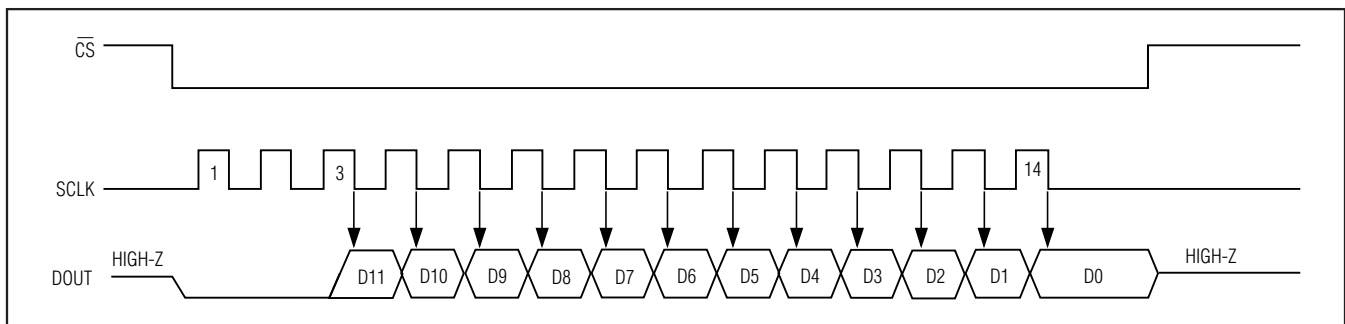 C̅S̅
1 3 14
SCLK
HIGH-Z HIGH-Z
DOUT D11 D10 D9 D8 D7 D6 D5 D4 D3 D2 D1 D0